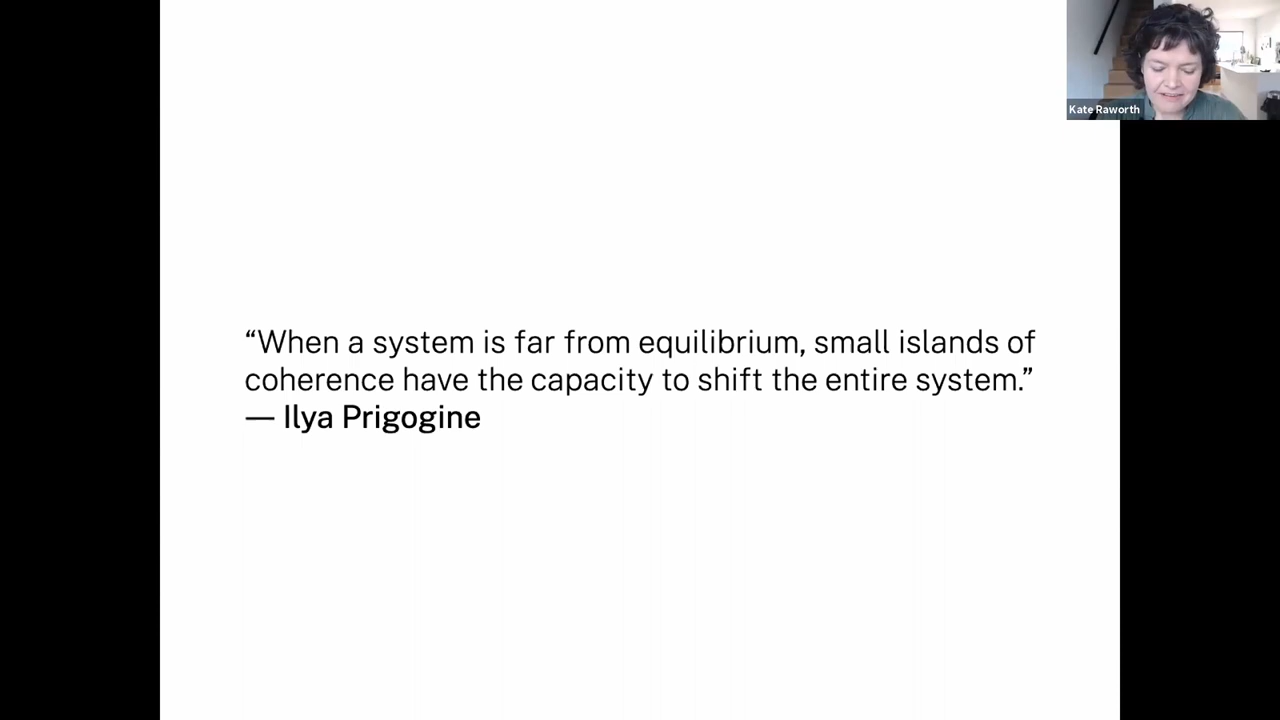 Kate Raworth
“When a system is far from equilibrium, small islands of
coherence have the capacity to shift the entire system.”
— Ilya Prigogine